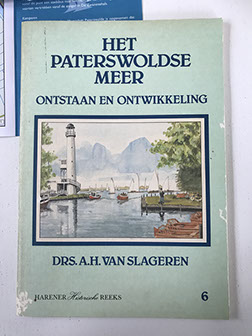 HET
PATERSWOLDSE
MEER
ONTSTAAN EN ONTWIKKELING
DRS. A.H. VAN SLAGEREN
HARENER Historische REEKS
6